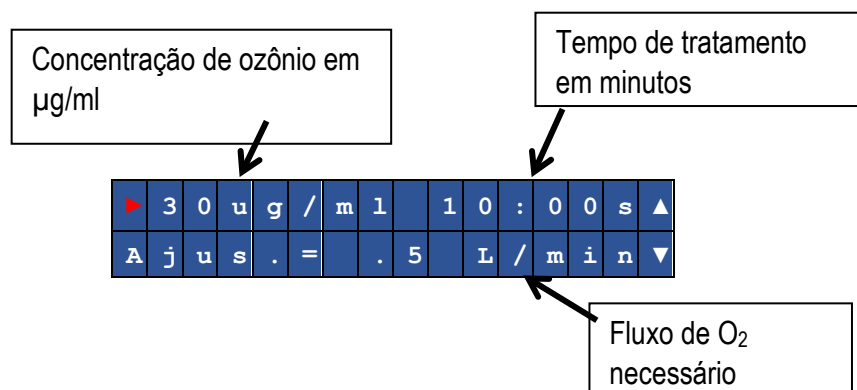 Concentração de ozônio em
µg/ml
Tempo de tratamento
em minutos
►30ug/ml 10:00s▲
Ajus.= .5 L/min▼
Fluxo de O₂
necessário